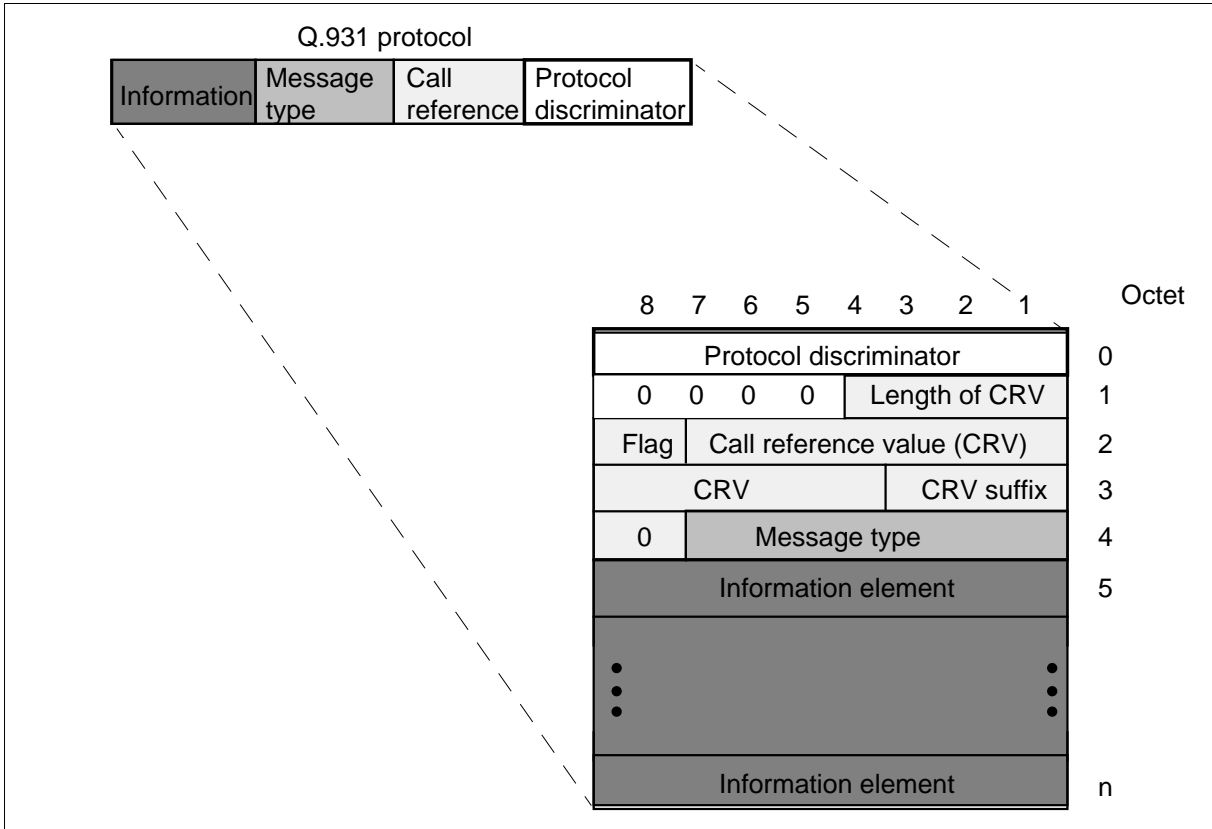 Q.931 protocol
Information Message type Call reference Protocol discriminator
8 7 6 5 4 3 2 1 Octet
Protocol discriminator 0
0 0 0 0 Length of CRV 1
Flag Call reference value (CRV) 2
CRV CRV suffix 3
0 Message type 4
Information element 5
Information element n